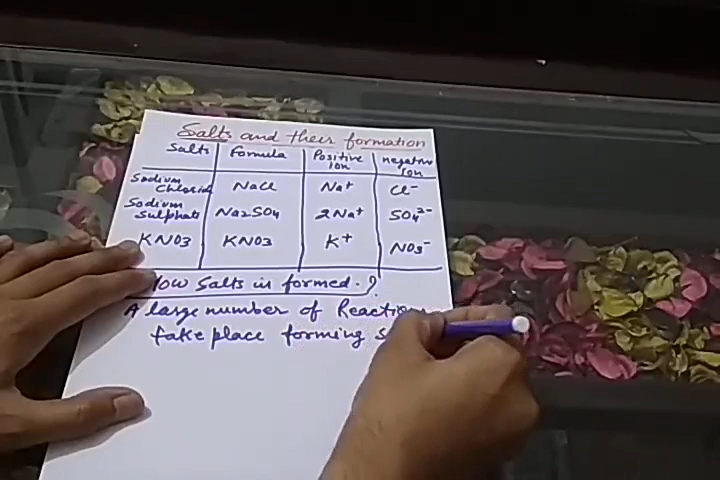 Salts and their formation
Salts Formula Positive Ion Negative Ion
Sodium Chloride NaCl Na+ Cl-
Sodium Sulphate Na2SO4 2Na+ SO4 2-
KNO3 KNO3 K+ NO3-
How Salts is formed.?
A large number of Reactions
take place forming